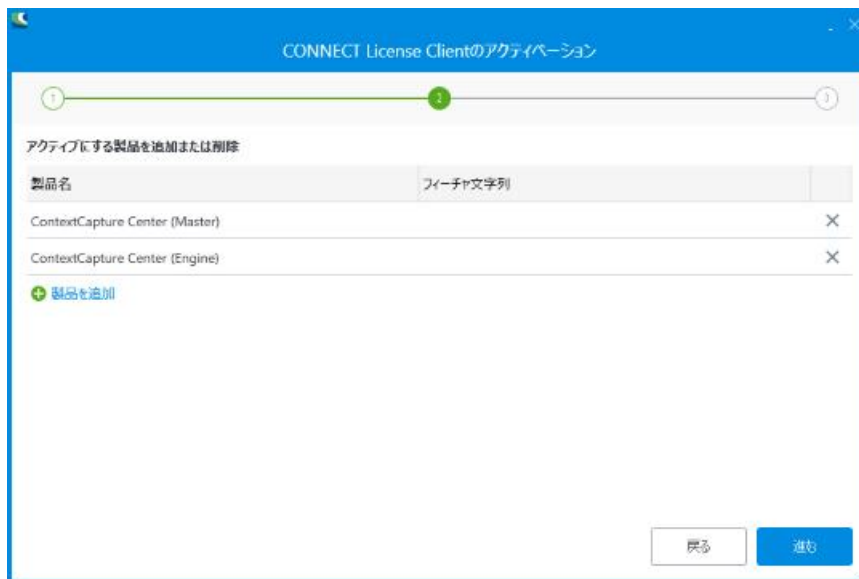 CONNECT License Clientのアクティベーション
1 2 3
アクティブにする製品を追加または削除
製品名 フィーチャ文字列
ContextCapture Center (Master)
ContextCapture Center (Engine)
製品を追加
戻る 進む